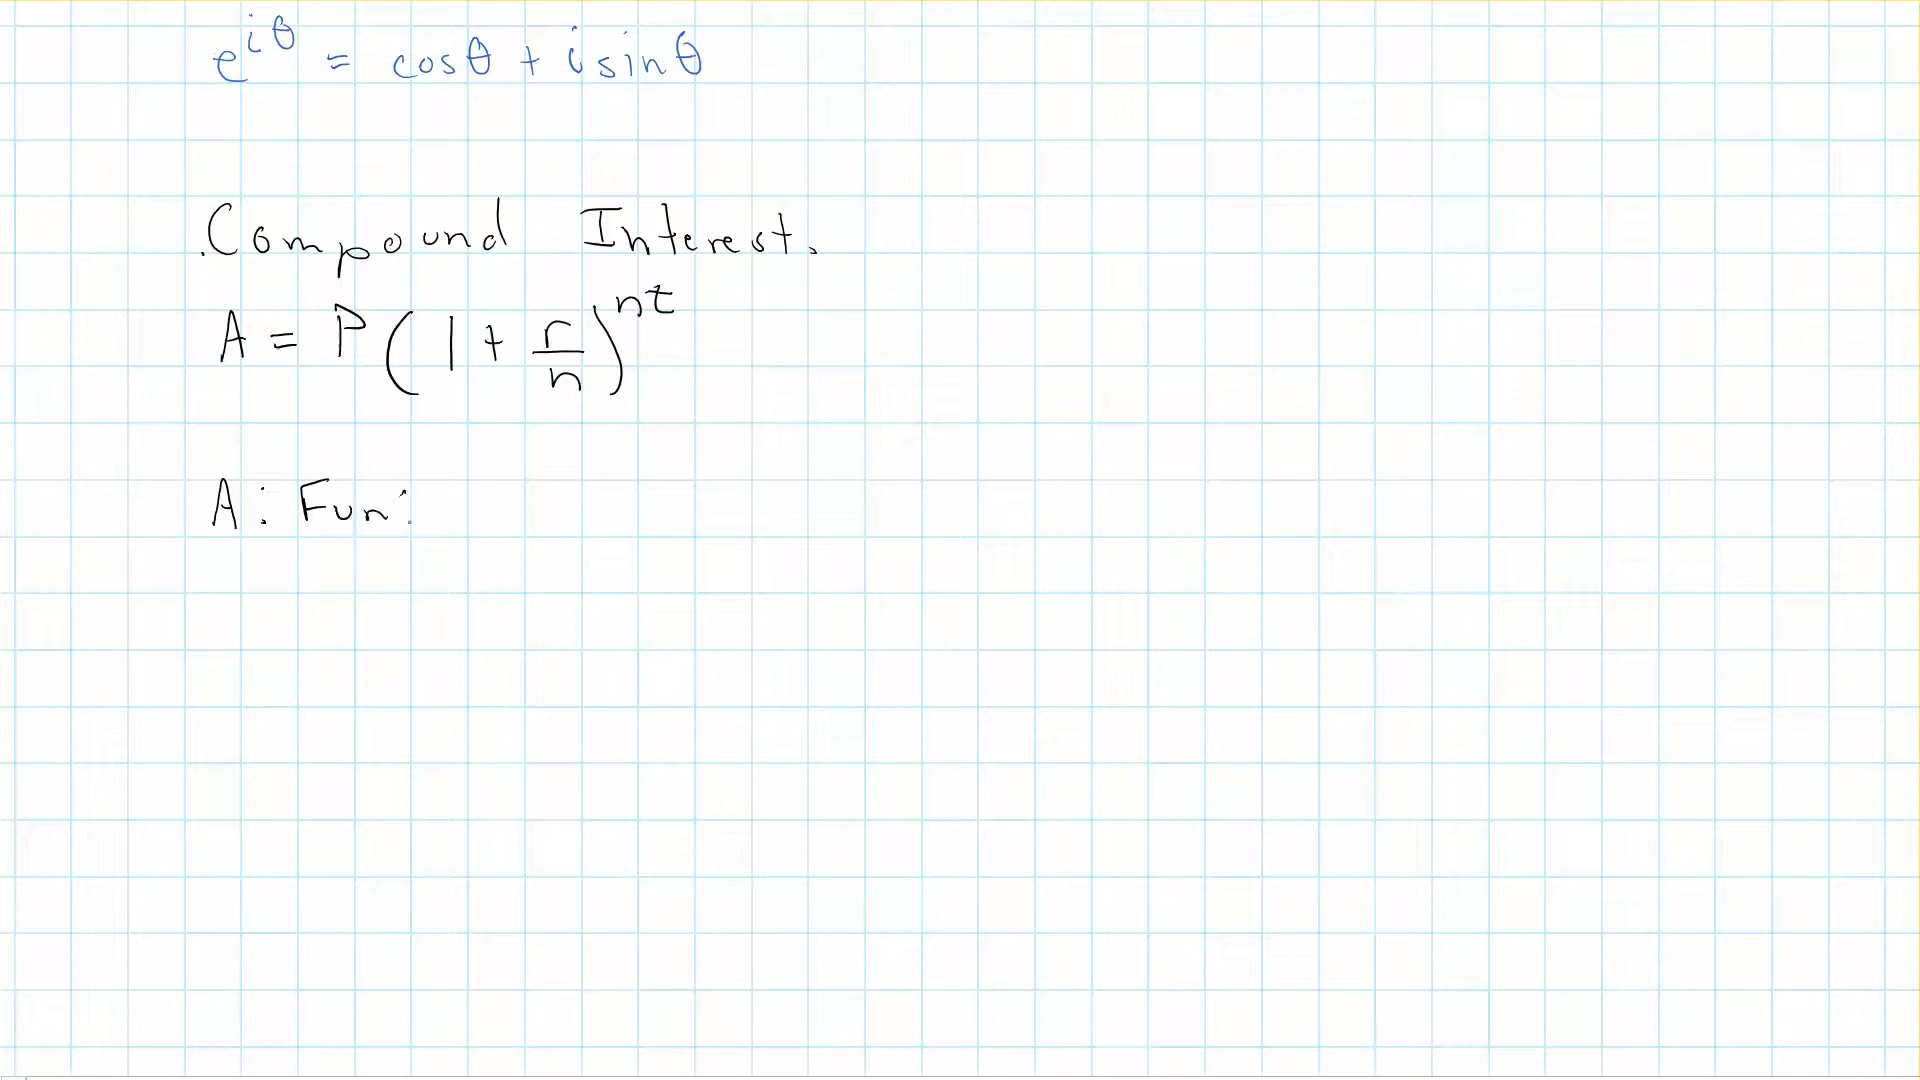 e^{iθ} = cosθ + i sinθ
Compound Interest.
A = P(1 + r/n)^{nt}
A: Fun